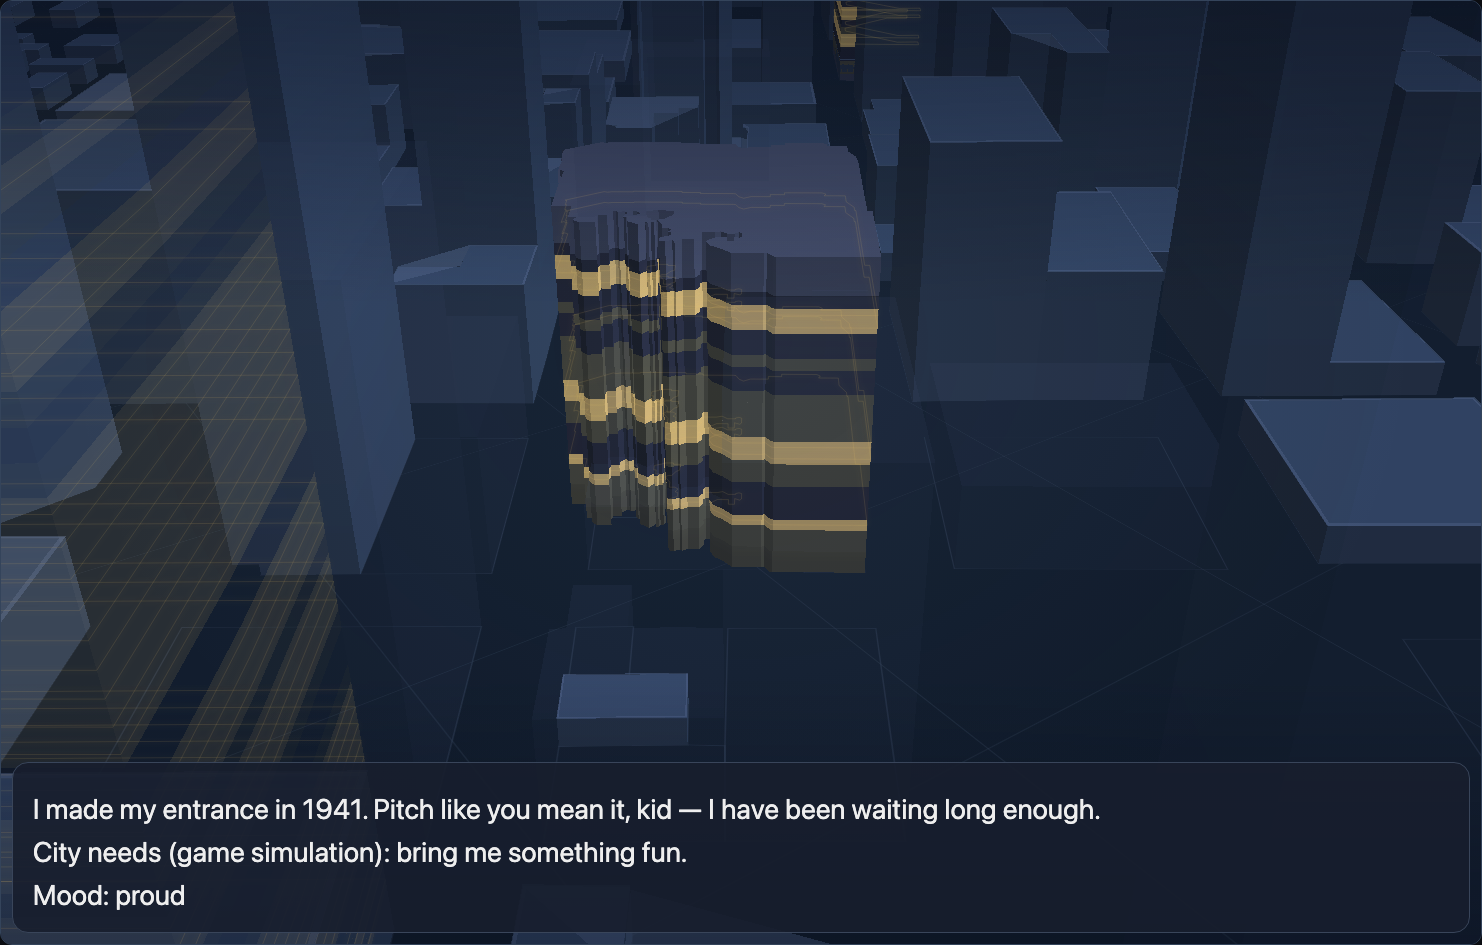 I made my entrance in 1941. Pitch like you mean it, kid — I have been waiting long enough.
City needs (game simulation): bring me something fun.
Mood: proud